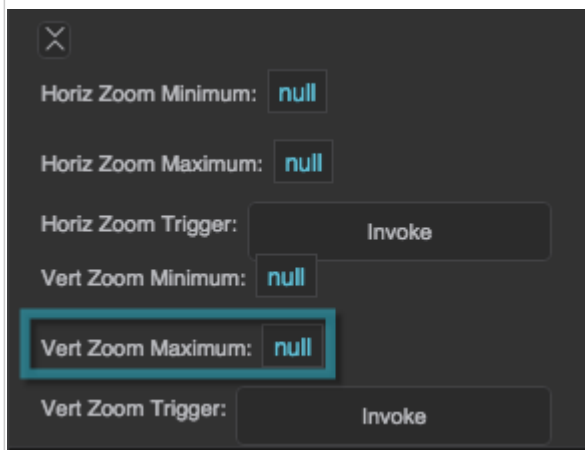 Horiz Zoom Minimum: null
Horiz Zoom Maximum: null
Horiz Zoom Trigger: Invoke
Vert Zoom Minimum: null
Vert Zoom Maximum: null
Vert Zoom Trigger: Invoke